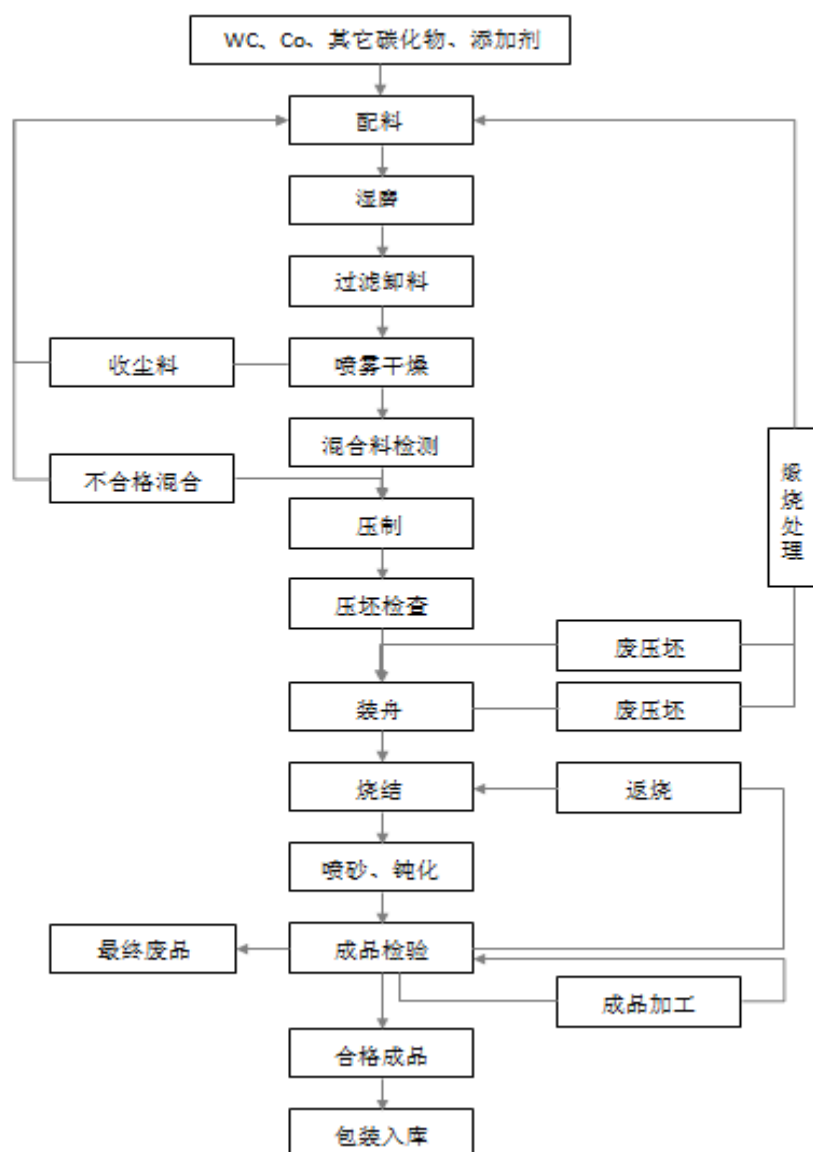 WC、Co、其它碳化物、添加剂
配料
湿磨
过滤卸料
收尘料
喷雾干燥
混合料检测
不合格混合
煅烧处理
压制
压坯检查
废压坯
装舟
废压坯
烧结
返烧
喷砂、钝化
最终废品
成品检验
成品加工
合格成品
包装入库